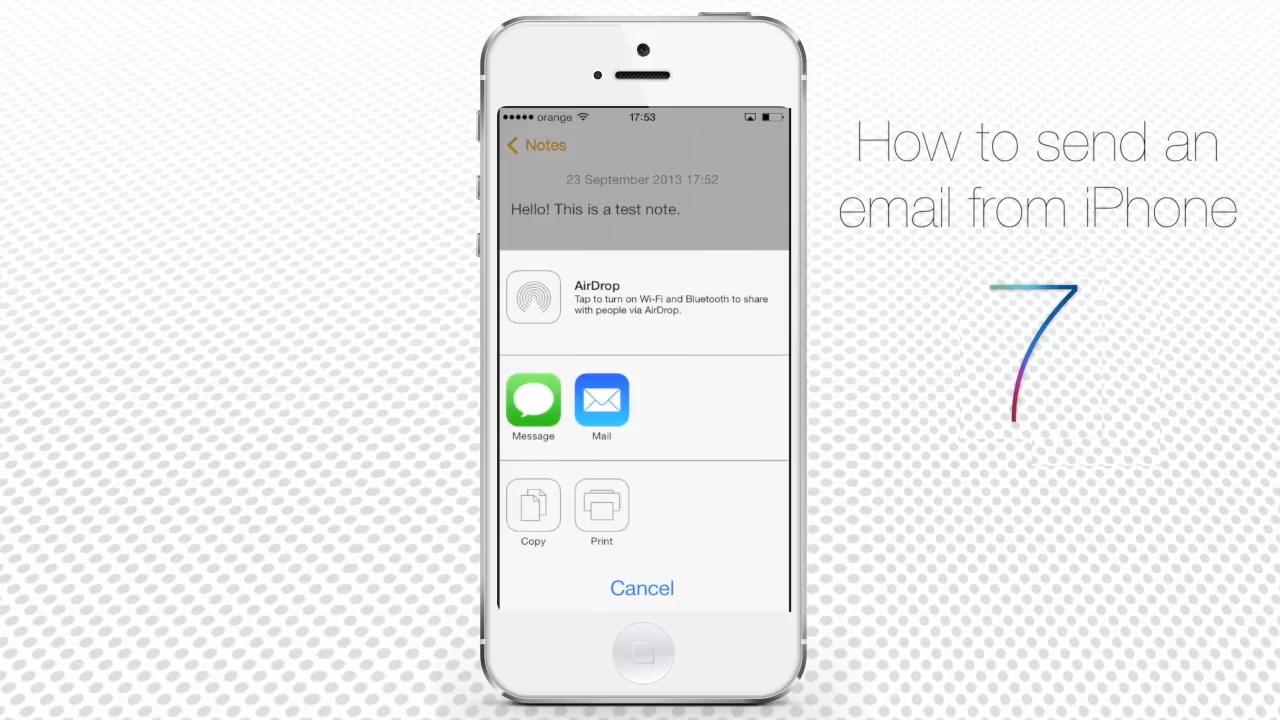 orange 17:53
Notes
23 September 2013 17:52
Hello! This is a test note.
AirDrop
Tap to turn on Wi-Fi and Bluetooth to share
with people via AirDrop.
Message Mail
Copy Print
Cancel
How to send an
email from iPhone
7